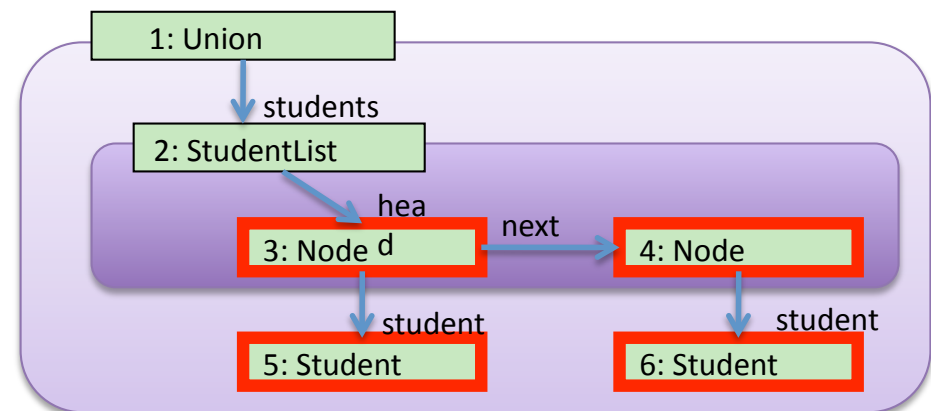 1: Union
students
2: StudentList
hea
d
next
3: Node
4: Node
student
student
5: Student
6: Student